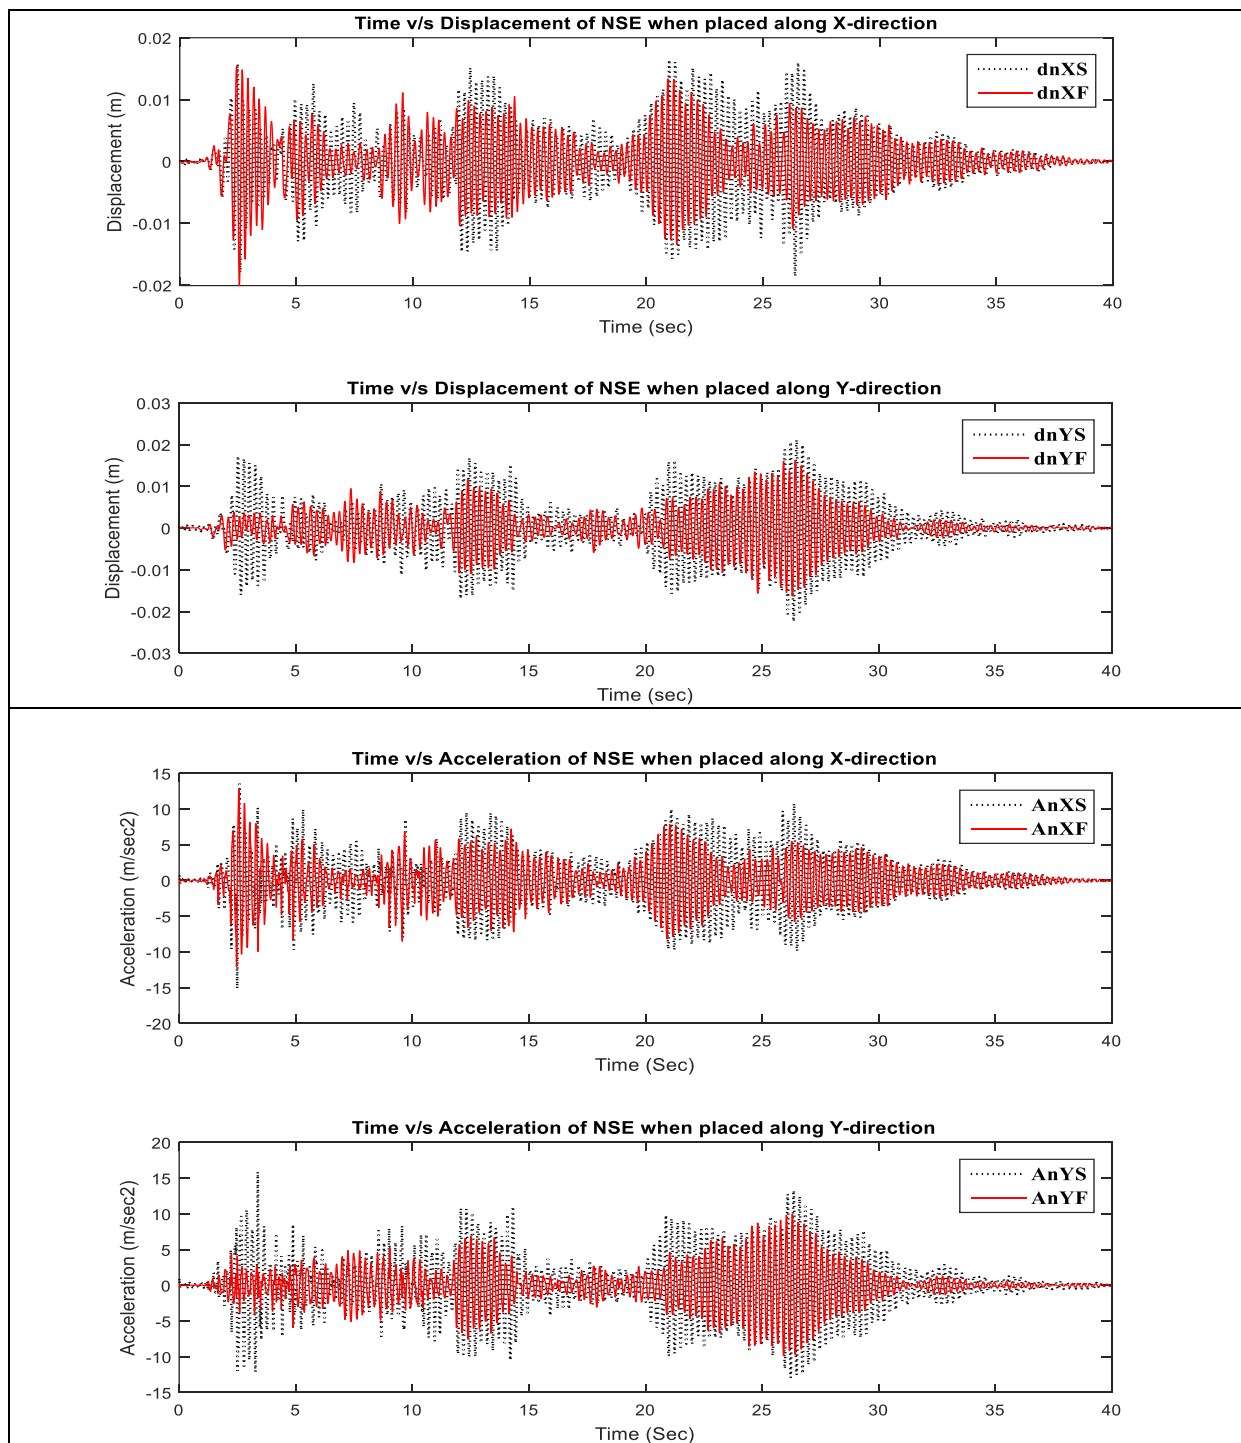 Time v/s Displacement of NSE when placed along X-direction
0.02
0.01
0
-0.01
-0.02
Displacement (m)
dnXS
dnXF
0 5 10 15 20 25 30 35 40
Time (sec)
Time v/s Displacement of NSE when placed along Y-direction
0.03
0.02
0.01
0
-0.01
-0.02
-0.03
Displacement (m)
dnYS
dnYF
0 5 10 15 20 25 30 35 40
Time (sec)
Time v/s Acceleration of NSE when placed along X-direction
15
10
5
0
-5
-10
-15
-20
Acceleration (m/sec2)
AnXS
AnXF
0 5 10 15 20 25 30 35 40
Time (Sec)
Time v/s Acceleration of NSE when placed along Y-direction
20
15
10
5
0
-5
-10
-15
Acceleration (m/sec2)
AnYS
AnYF
0 5 10 15 20 25 30 35 40
Time (Sec)